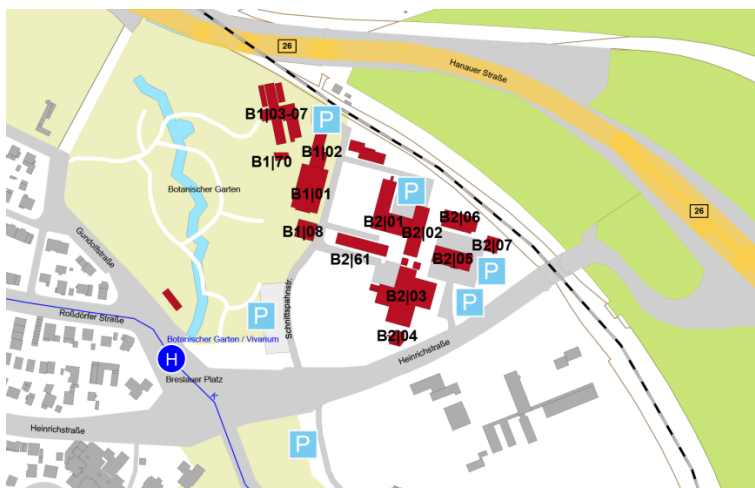 26
Hanauer Straße
B1|03-07
P
B1|02
B1|70
Botanischer Garten
B1|01
P
B2|01
B2|06
B2|02
B1|08
B2|07
Gundolfstraße
B2|61
B2|05
P
26
B2|03
P
Schnittspahnstr.
Roßdörfer Straße
P
Botanischer Garten / Vivarium
B2|04
Heinrichstraße
H
Breslauer Platz
K
Heinrichstraße
P